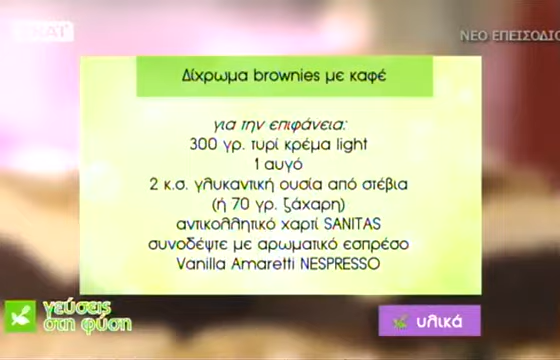 ΣΚΑΪ
ΝΕΟ ΕΠΕΙΣΟΔΙΟ
Δίχρωμα brownies με καφέ
για την επιφάνεια:
300 γρ. τυρί κρέμα light
1 αυγό
2 κ.σ. γλυκαντική ουσία από στέβια
(ή 70 γρ. ζάχαρη)
αντικολλητικό χαρτί SANITAS
συνοδέψτε με αρωματικό εσπρέσο
Vanilla Amaretti NESPRESSO
γεύσεις
στη φύση
υλικά